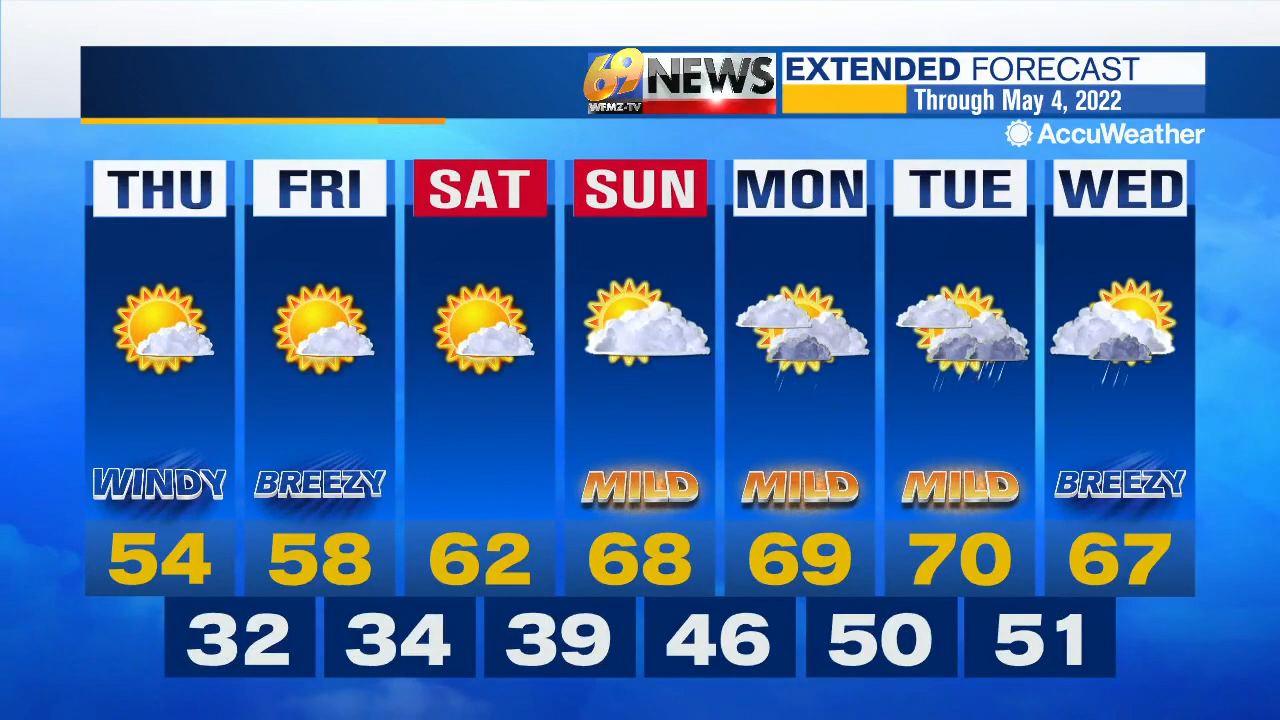 69 NEWS
WFMZ-TV
EXTENDED FORECAST
Through May 4, 2022
AccuWeather
THU FRI SAT SUN MON TUE WED
WINDY BREEZY MILD MILD MILD BREEZY
54 58 62 68 69 70 67
32 34 39 46 50 51